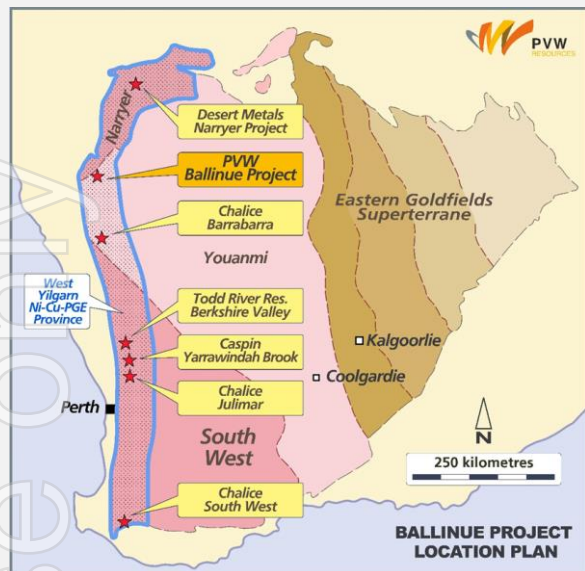 PVW
RESOURCES
Narryer
Desert Metals
Narryer Project
PVW
Ballinue Project
Eastern Goldfields
Superterrane
Chalice
Barrabarra
Youanmi
West
Yilgarn
Ni-Cu-PGE
Province
Todd River Res.
Berkshire Valley
Kalgoorlie
Caspin
Yarrawindah Brook
Coolgardie
Chalice
Julimar
Perth
South
West
N
250 kilometres
Chalice
South West
BALLINUE PROJECT
LOCATION PLAN